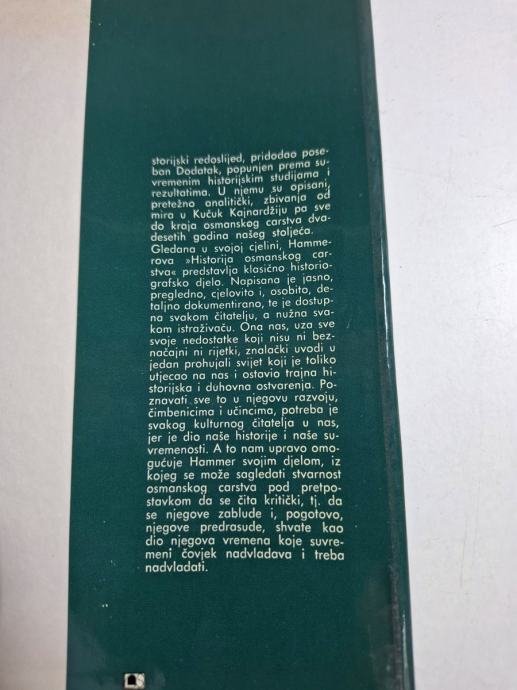 storijski redoslijed, pridodao pose-
ban Dodatak, popunjen prema su-
vremenim historijskim studijama i
rezultatima. U njemu su opisani,
pretežno analitički, zbivanja od
mira u Kučuk Kajnardžiju pa sve
do kraja osmanskog carstva dva-
desetih godina našeg stoljeća.
Gledana u svojoj cjelini, Hamme-
rova »Historija osmanskog car-
stva« predstavlja klasično historio-
grafsko djelo. Napisana je jasno,
pregledno, cjelovito i, osobito, de-
taljno dokumentirano, te je dostup-
na svakom čitatelju, a nužna sva-
kom istraživaču. Ona nas, uza sve
svoje nedostatke koji nisu ni bez-
načajni ni rijetki, znalački uvodi u
jedan prohujali svijet koji je toliko
utjecao na nas i ostavio trajna hi-
storijska i duhovna ostvarenja. Po-
znavati sve to u njegovu razvoju,
čimbenicima i učincima, potreba je
svakog kulturnog čitatelja u nas,
jer je dio naše historije i naše su-
vremenosti. A to nam upravo omo-
gućuje Hammer svojim djelom, iz
kojeg se može sagledati stvarnost
osmanskog carstva pod pretpo-
stavkom da se čita kritički, tj. da
se njegove zablude i, pogotovo,
njegove predrasude, shvate kao
dio njegova vremena koje suvre-
meni čovjek nadvladava i treba
nadvladati.